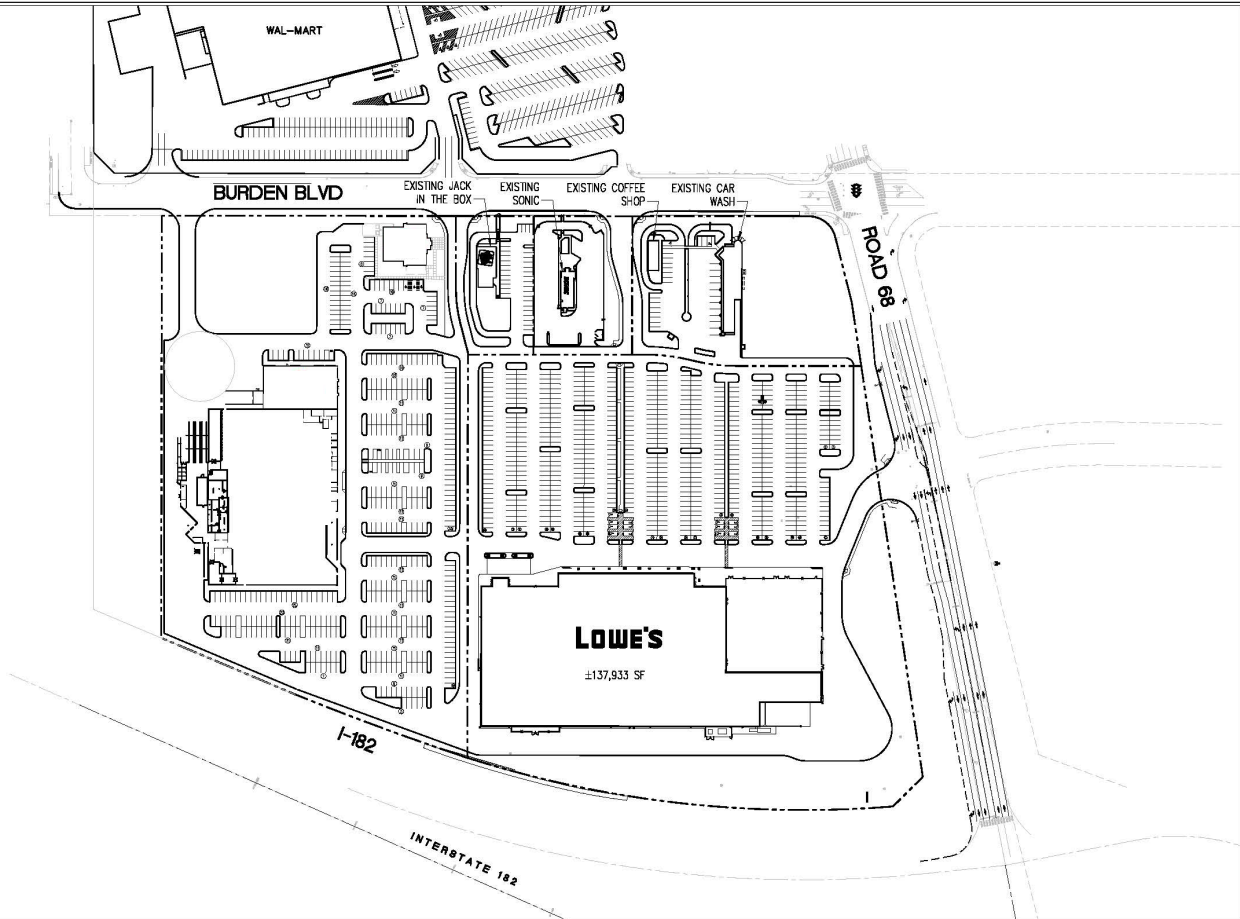 WAL-MART
BURDEN BLVD
EXISTING JACK
IN THE BOX
EXISTING
SONIC
EXISTING COFFEE
SHOP
EXISTING CAR
WASH
ROAD 68
LOWE'S
±137,933 SF
I-182
INTERSTATE 182